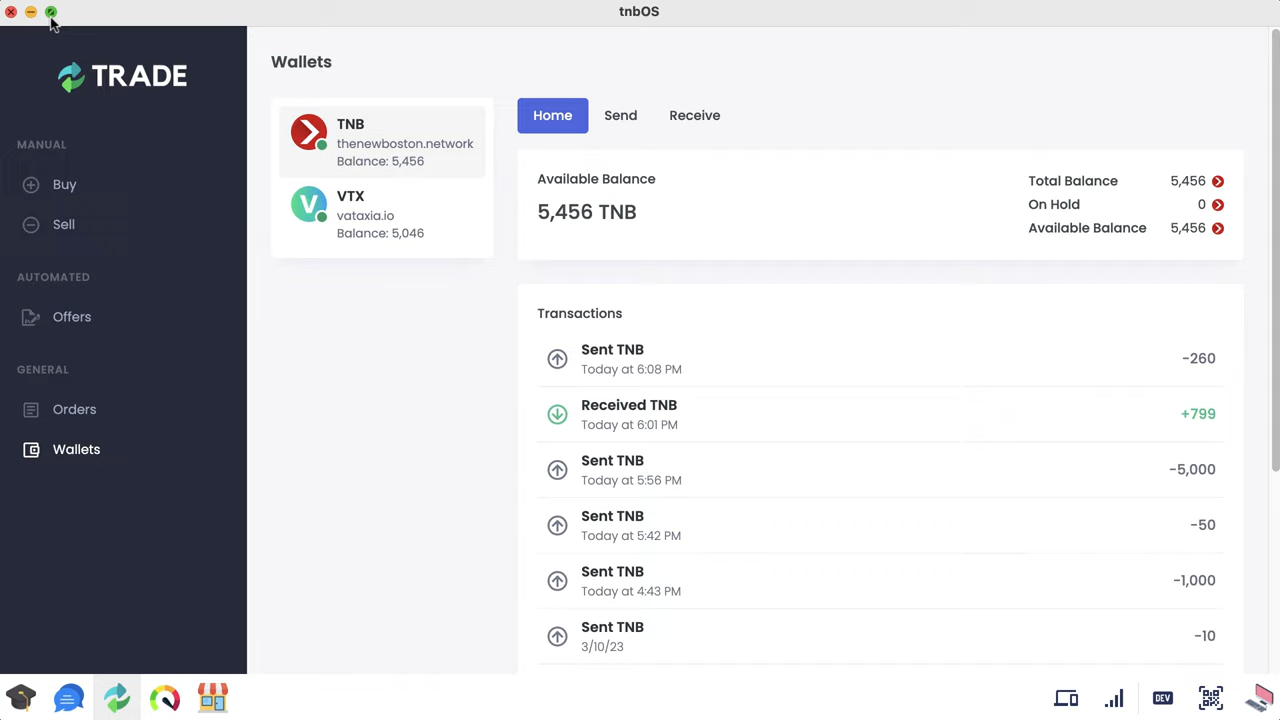 tnbOS
TRADE
MANUAL
Buy
Sell
AUTOMATED
Offers
GENERAL
Orders
Wallets
Wallets
TNB
thenewboston.network
Balance: 5,456
V
VTX
vataxia.io
Balance: 5,046
Home Send Receive
Available Balance
5,456 TNB
Total Balance 5,456
On Hold 0
Available Balance 5,456
Transactions
Sent TNB
Today at 6:08 PM
-260
Received TNB
Today at 6:01 PM
+799
Sent TNB
Today at 5:56 PM
-5,000
Sent TNB
Today at 5:42 PM
-50
Sent TNB
Today at 4:43 PM
-1,000
Sent TNB
3/10/23
-10
DEV